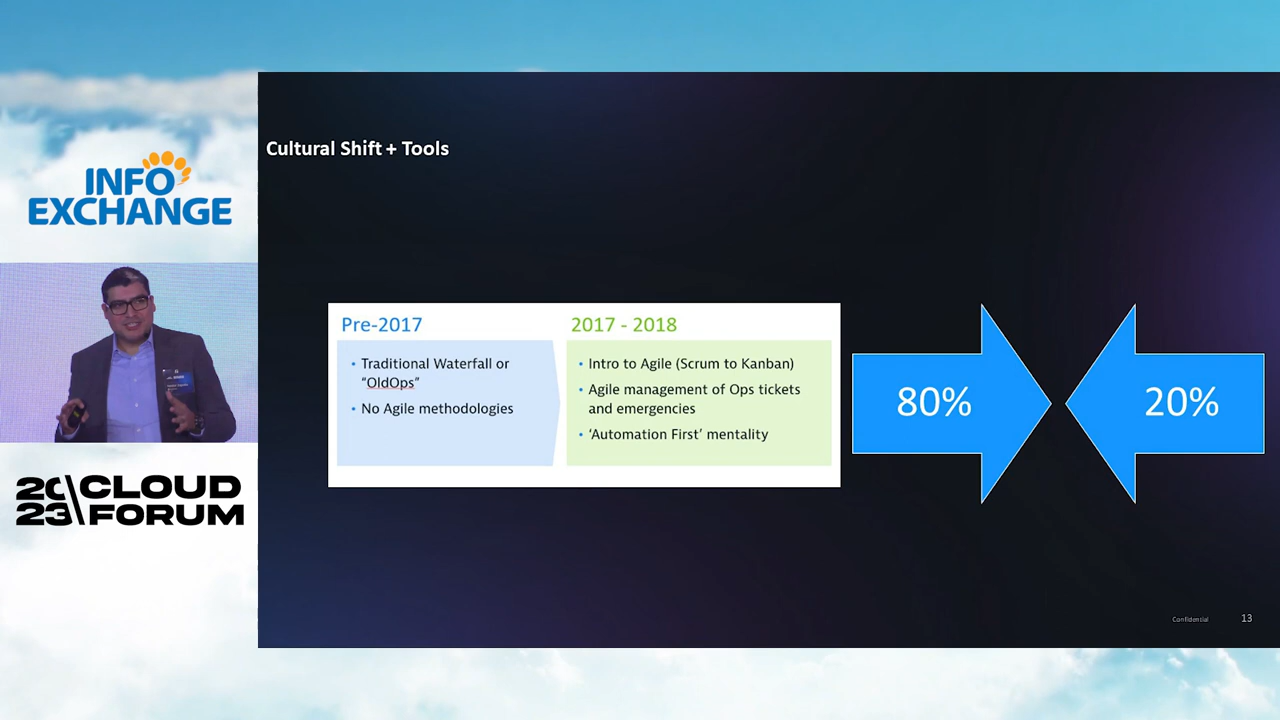 INFO
EXCHANGE
20\CLOUD
23\FORUM
Cultural Shift + Tools
Pre-2017
• Traditional Waterfall or
“OldOps”
• No Agile methodologies
2017 - 2018
• Intro to Agile (Scrum to Kanban)
• Agile management of Ops tickets
and emergencies
• ‘Automation First’ mentality
80%
20%
Confidential
13